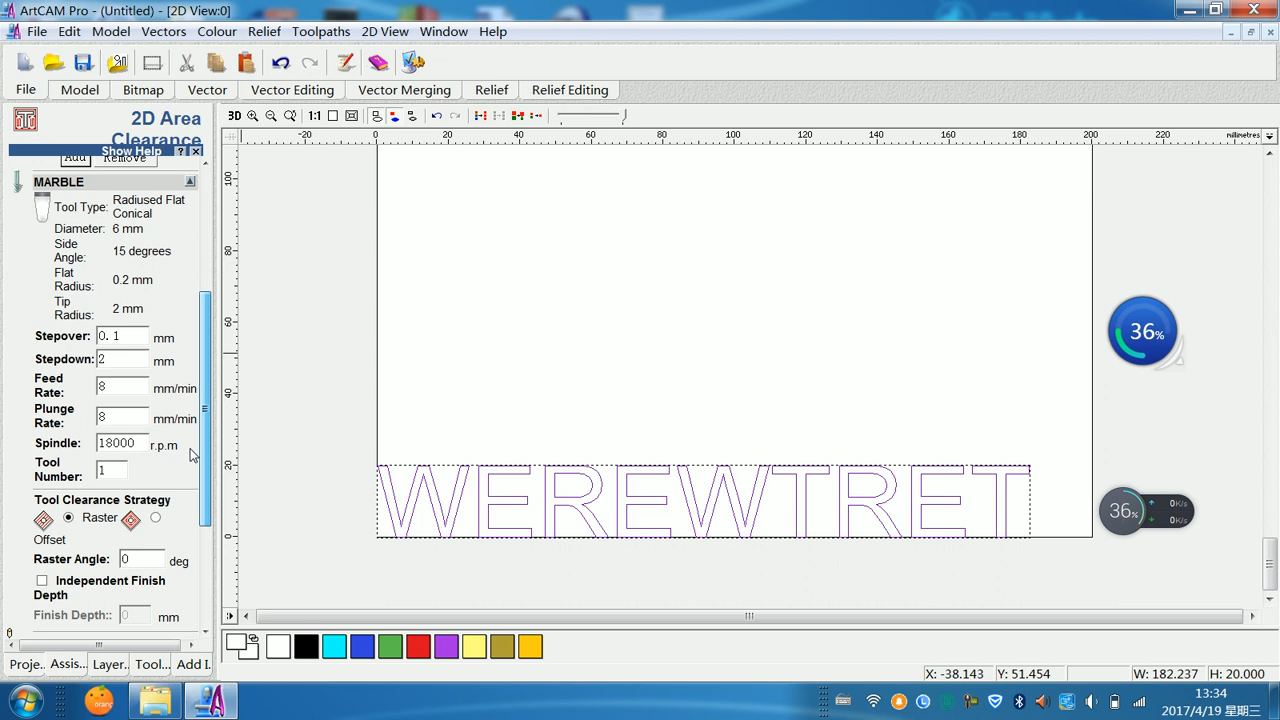 ArtCAM Pro - (Untitled) - [2D View:0]
File Edit Model Vectors Colour Relief Toolpaths 2D View Window Help
File Model Bitmap Vector Vector Editing Vector Merging Relief Relief Editing
2D Area
Clearance
Show Help ?
3D 1:1
-20 0 20 40 60 80 100 120 140 160 180 200 220 millimetres
Add Remove
MARBLE
Tool Type: Radiused Flat
Conical
Diameter: 6 mm
Side
Angle: 15 degrees
Flat
Radius: 0.2 mm
Tip
Radius: 2 mm
Stepover: 0.1 mm
Stepdown: 2 mm
Feed
Rate: 8 mm/min
Plunge
Rate: 8 mm/min
Spindle: 18000 r.p.m
Tool
Number: 1
Tool Clearance Strategy
Raster
Offset
Raster Angle: 0 deg
Independent Finish
Depth
Finish Depth:: 0 mm
100
80
60
40
20
0
WEREWTRET
36%
36% 0K/s
0K/s
Proje.. Assis... Layer.. Tool... Add I.
X: -38.143 Y: 51.454 W: 182.237 H: 20.000
orang
13:34
2017/4/19 星期三